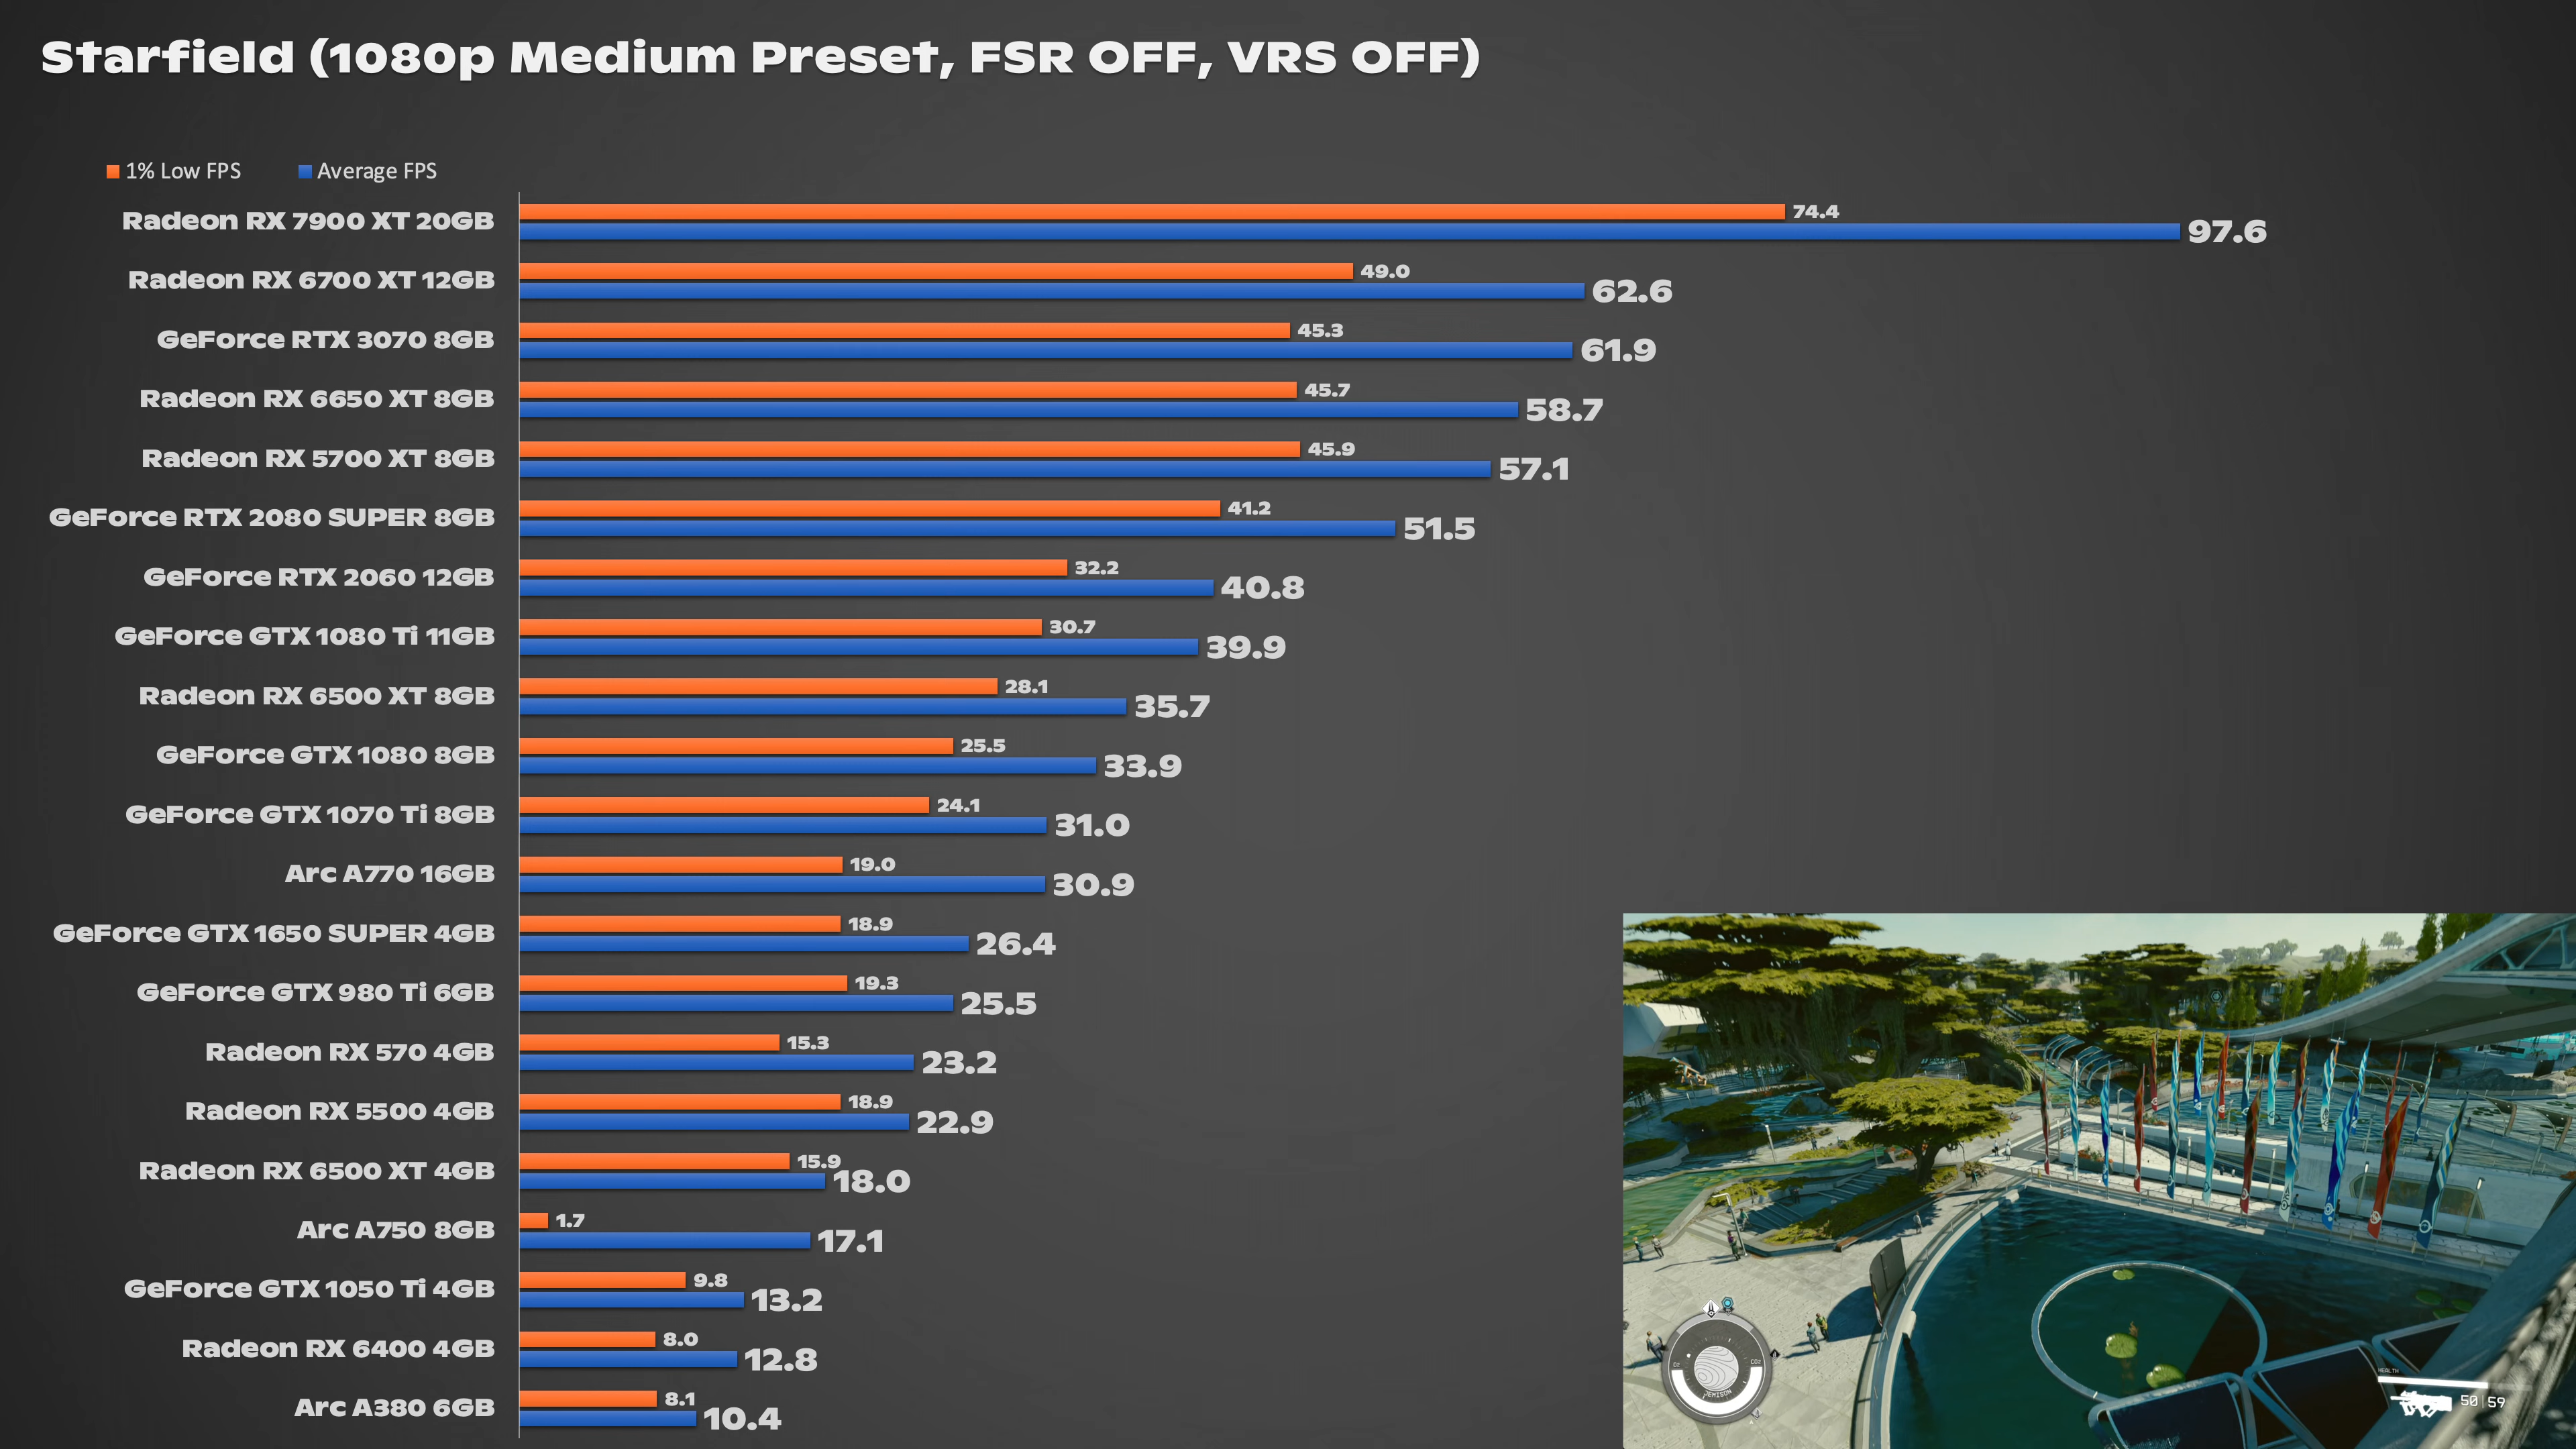 Starfield (1080p Medium Preset, FSR OFF, VRS OFF)
1% Low FPS Average FPS
Radeon RX 7900 XT 20GB 74.4 97.6
Radeon RX 6700 XT 12GB 49.0 62.6
GeForce RTX 3070 8GB 45.3 61.9
Radeon RX 6650 XT 8GB 45.7 58.7
Radeon RX 5700 XT 8GB 45.9 57.1
GeForce RTX 2080 SUPER 8GB 41.2 51.5
GeForce RTX 2060 12GB 32.2 40.8
GeForce GTX 1080 Ti 11GB 30.7 39.9
Radeon RX 6500 XT 8GB 28.1 35.7
GeForce GTX 1080 8GB 25.5 33.9
GeForce GTX 1070 Ti 8GB 24.1 31.0
Arc A770 16GB 19.0 30.9
GeForce GTX 1650 SUPER 4GB 18.9 26.4
GeForce GTX 980 Ti 6GB 19.3 25.5
Radeon RX 570 4GB 15.3 23.2
Radeon RX 5500 4GB 18.9 22.9
Radeon RX 6500 XT 4GB 15.9 18.0
Arc A750 8GB 1.7 17.1
GeForce GTX 1050 Ti 4GB 9.8 13.2
Radeon RX 6400 4GB 8.0 12.8
Arc A380 6GB 8.1 10.4
O2 CO2
JEMISON
HEALTH
50|59